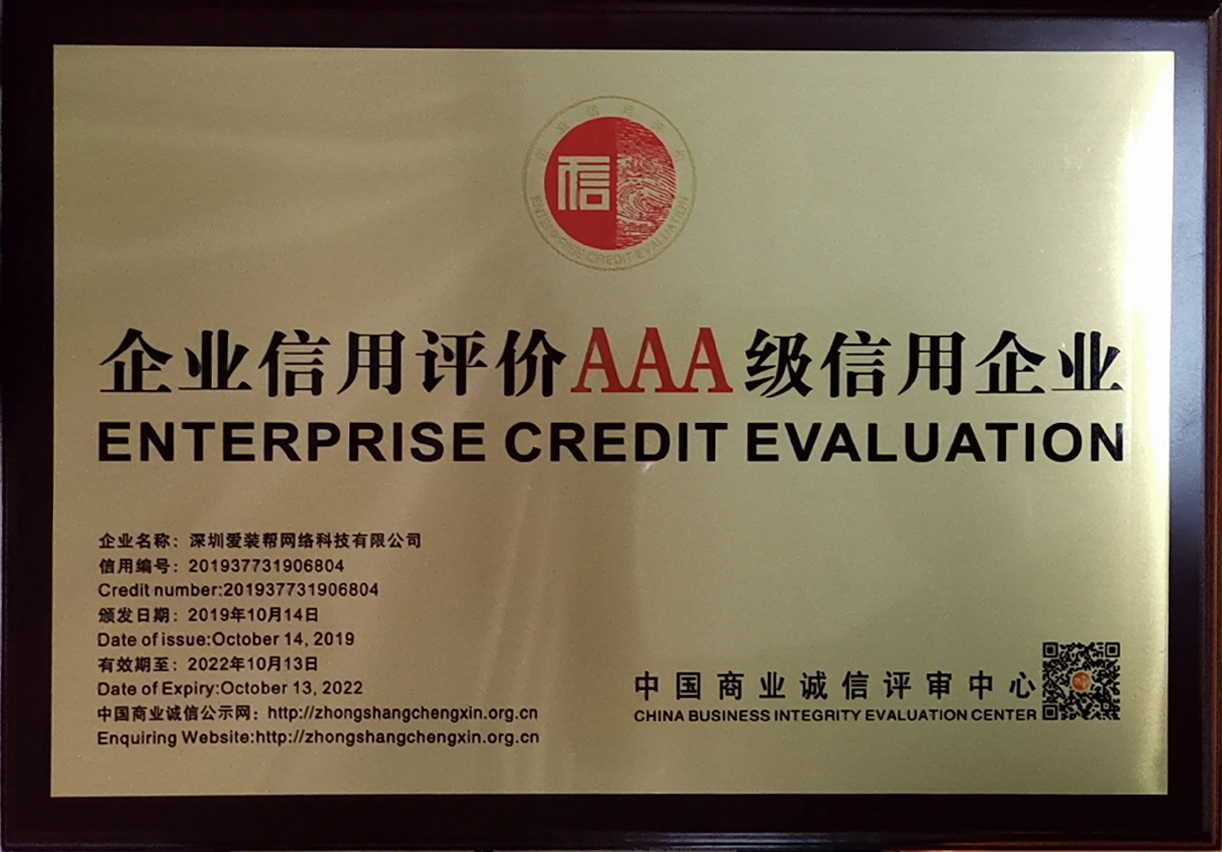 信
ENTERPRISE CREDIT EVALUATION
企业信用评价AAA级信用企业
ENTERPRISE CREDIT EVALUATION
企业名称：深圳爱装帮网络科技有限公司
信用编号：201937731906804
Credit number:201937731906804
颁发日期：2019年10月14日
Date of issue:October 14, 2019
有效期至：2022年10月13日
Date of Expiry:October 13, 2022
中国商业诚信公示网：http://zhongshangchengxin.org.cn
Enquiring Website:http://zhongshangchengxin.org.cn
中国商业诚信评审中心
CHINA BUSINESS INTEGRITY EVALUATION CENTER